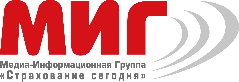 МИГ
Медиа-Информационная Группа
«Страхование сегодня»